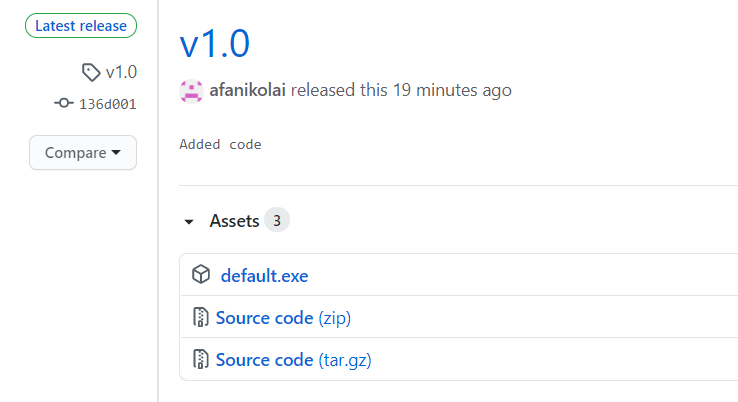 Latest release
v1.0
136d001
Compare
v1.0
afanikolai released this 19 minutes ago
Added code
Assets 3
default.exe
Source code (zip)
Source code (tar.gz)